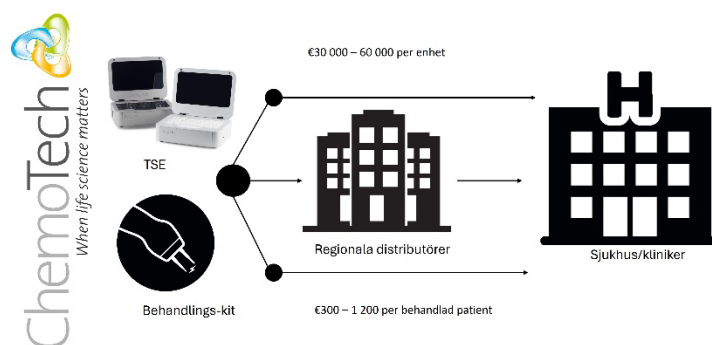 ChemoTech
When life science matters
€30 000 – 60 000 per enhet
TSE
Regionala distributörer
H
Sjukhus/kliniker
Behandlings-kit
€300 – 1 200 per behandlad patient